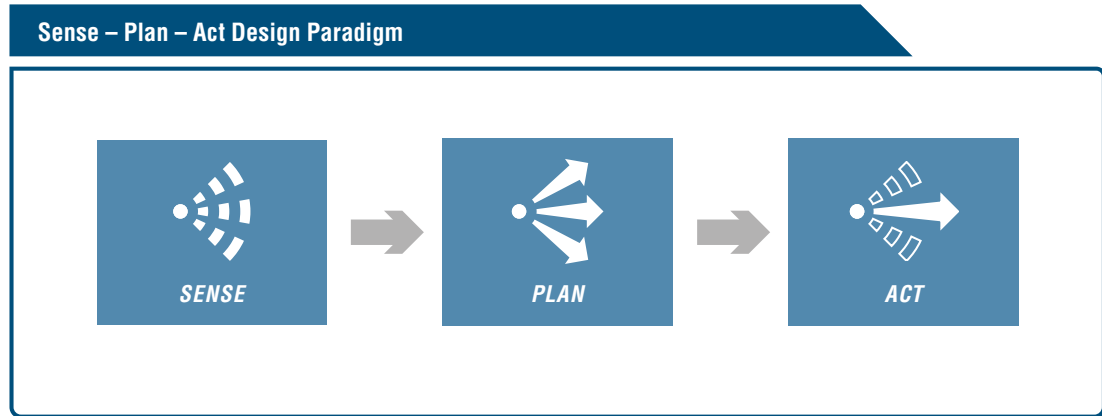 Sense – Plan – Act Design Paradigm
SENSE
PLAN
ACT